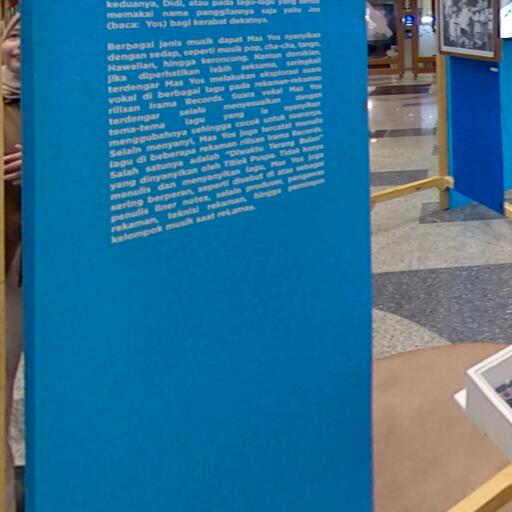 keduanya, Didi, atau pada lagu-lagu yang serius
memakai nama panggilannya saja yaitu Jos
(baca: Yos) bagi kerabat dekatnya.
Berbagai jenis musik dapat Mas Yos nyanyikan
dengan sedap, seperti musik pop, cha-cha, tango,
Hawaiian, hingga keroncong. Namun demikian,
jika diperhatikan lebih seksama, seringkali
terdengar Mas Yos melakukan eksplorasi suara
vokal di berbagai lagu pada rekaman-rekaman
rilisan Irama Records. Suara vokal Mas Yos
terdengar selalu menyesuaikan dengan
tema-tema lagu yang ia nyanyikan
menggubahnya sehingga cocok untuk suaranya.
Selain menyanyi, Mas Yos juga tercatat menulis
lagu di beberapa rekaman rilisan Irama Records.
Salah satunya adalah "Diwaktu Terang Bulan"
yang dinyanyikan oleh Titiek Puspa. Tidak hanya
menulis dan menyanyikan lagu, Mas Yos juga
sering berperan, seperti disebut di atas sebagai
penulis liner notes, selain produser, pengawas
rekaman, teknisi rekaman, hingga pemimpin
kelompok musik saat rekaman.